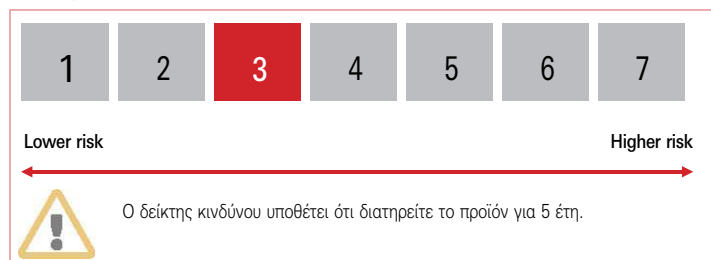 1 2 3 4 5 6 7
Lower risk Higher risk
Ο δείκτης κινδύνου υποθέτει ότι διατηρείτε το προϊόν για 5 έτη.